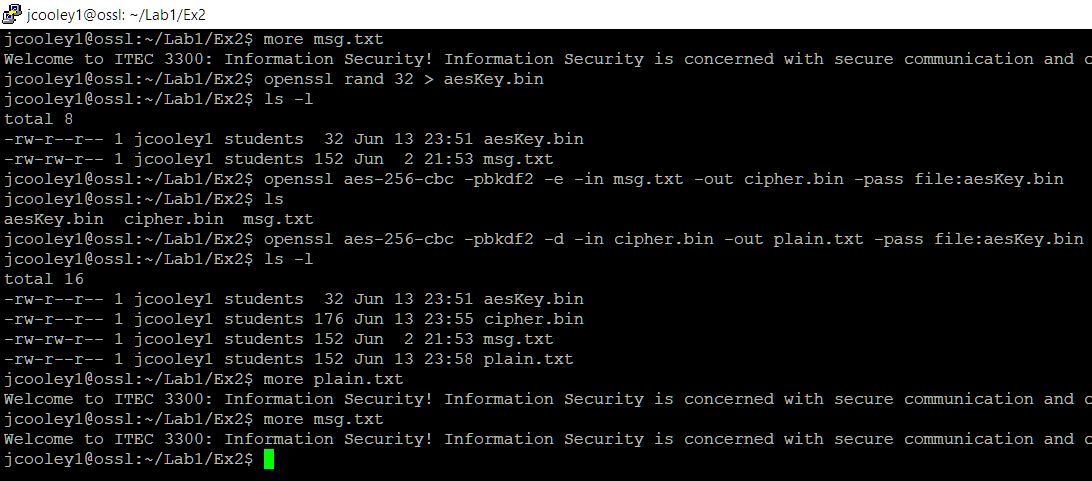 jcooley1@ossl: ~/Lab1/Ex2
jcooley1@ossl:~/Lab1/Ex2$ more msg.txt
Welcome to ITEC 3300: Information Security! Information Security is concerned with secure communication and c
jcooley1@ossl:~/Lab1/Ex2$ openssl rand 32 > aesKey.bin
jcooley1@ossl:~/Lab1/Ex2$ ls -l
total 8
-rw-r--r-- 1 jcooley1 students  32 Jun 13 23:51 aesKey.bin
-rw-rw-r-- 1 jcooley1 students 152 Jun  2 21:53 msg.txt
jcooley1@ossl:~/Lab1/Ex2$ openssl aes-256-cbc -pbkdf2 -e -in msg.txt -out cipher.bin -pass file:aesKey.bin
jcooley1@ossl:~/Lab1/Ex2$ ls
aesKey.bin  cipher.bin  msg.txt
jcooley1@ossl:~/Lab1/Ex2$ openssl aes-256-cbc -pbkdf2 -d -in cipher.bin -out plain.txt -pass file:aesKey.bin
jcooley1@ossl:~/Lab1/Ex2$ ls -l
total 16
-rw-r--r-- 1 jcooley1 students  32 Jun 13 23:51 aesKey.bin
-rw-r--r-- 1 jcooley1 students 176 Jun 13 23:55 cipher.bin
-rw-rw-r-- 1 jcooley1 students 152 Jun  2 21:53 msg.txt
-rw-r--r-- 1 jcooley1 students 152 Jun 13 23:58 plain.txt
jcooley1@ossl:~/Lab1/Ex2$ more plain.txt
Welcome to ITEC 3300: Information Security! Information Security is concerned with secure communication and c
jcooley1@ossl:~/Lab1/Ex2$ more msg.txt
Welcome to ITEC 3300: Information Security! Information Security is concerned with secure communication and c
jcooley1@ossl:~/Lab1/Ex2$